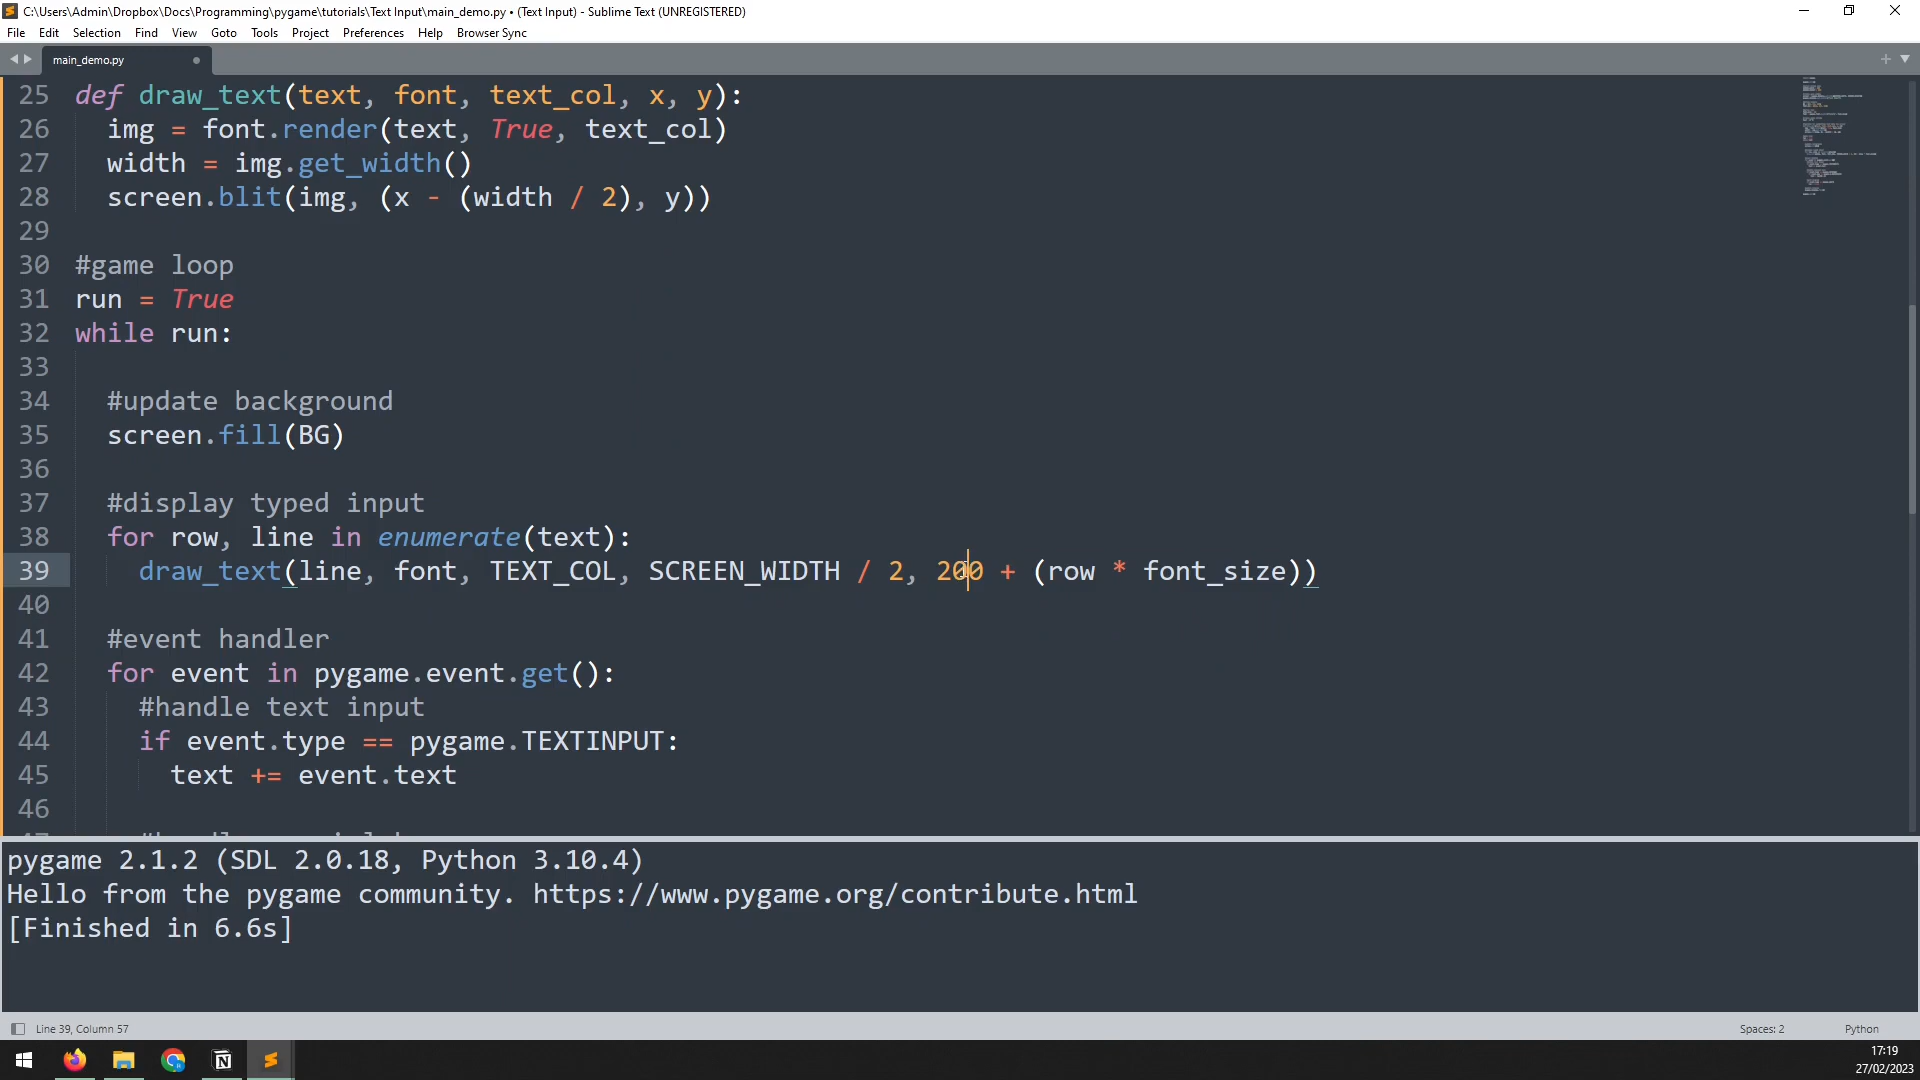 C:\Users\Admin\Dropbox\Docs\Programming\pygame\tutorials\Text Input\main_demo.py • (Text Input) - Sublime Text (UNREGISTERED)
File Edit Selection Find View Goto Tools Project Preferences Help Browser Sync
main_demo.py
25 def draw_text(text, font, text_col, x, y):
26 img = font.render(text, True, text_col)
27 width = img.get_width()
28 screen.blit(img, (x - (width / 2), y))
29
30 #game loop
31 run = True
32 while run:
33
34 #update background
35 screen.fill(BG)
36
37 #display typed input
38 for row, line in enumerate(text):
39 draw_text(line, font, TEXT_COL, SCREEN_WIDTH / 2, 200 + (row * font_size))
40
41 #event handler
42 for event in pygame.event.get():
43 #handle text input
44 if event.type == pygame.TEXTINPUT:
45 text += event.text
46
pygame 2.1.2 (SDL 2.0.18, Python 3.10.4)
Hello from the pygame community. https://www.pygame.org/contribute.html
[Finished in 6.6s]
Line 39, Column 57
Spaces: 2
Python
17:19
27/02/2023